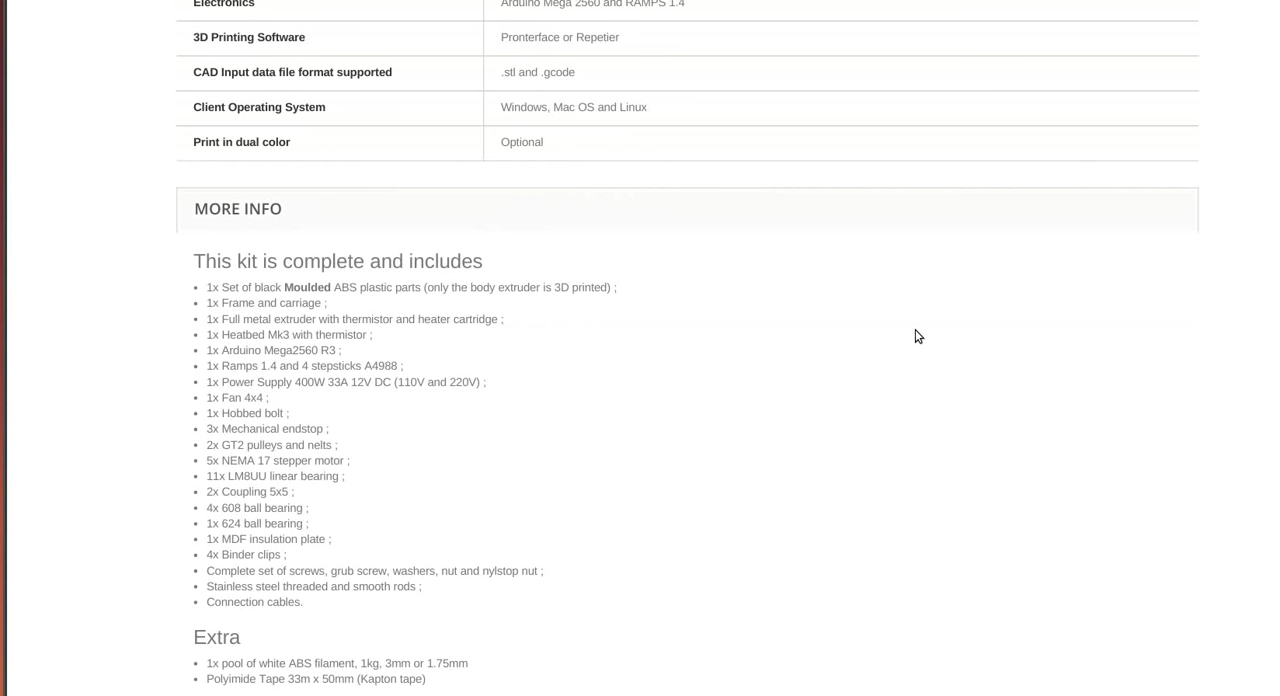 Electronics Arduino Mega 2560 and RAMPS 1.4
3D Printing Software Pronterface or Repetier
CAD Input data file format supported .stl and .gcode
Client Operating System Windows, Mac OS and Linux
Print in dual color Optional
MORE INFO
This kit is complete and includes
1x Set of black Moulded ABS plastic parts (only the body extruder is 3D printed) ;
1x Frame and carriage ;
1x Full metal extruder with thermistor and heater cartridge ;
1x Heatbed Mk3 with thermistor ;
1x Arduino Mega2560 R3 ;
1x Ramps 1.4 and 4 stepsticks A4988 ;
1x Power Supply 400W 33A 12V DC (110V and 220V) ;
1x Fan 4x4 ;
1x Hobbed bolt ;
3x Mechanical endstop ;
2x GT2 pulleys and nelts ;
5x NEMA 17 stepper motor ;
11x LM8UU linear bearing ;
2x Coupling 5x5 ;
4x 608 ball bearing ;
1x 624 ball bearing ;
1x MDF insulation plate ;
4x Binder clips ;
Complete set of screws, grub screw, washers, nut and nylstop nut ;
Stainless steel threaded and smooth rods ;
Connection cables.
Extra
1x pool of white ABS filament, 1kg, 3mm or 1.75mm
Polyimide Tape 33m x 50mm (Kapton tape)